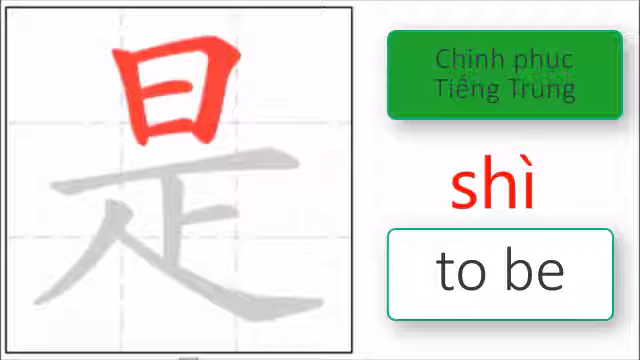 是
Chinh phục
Tiếng Trung
shì
to be